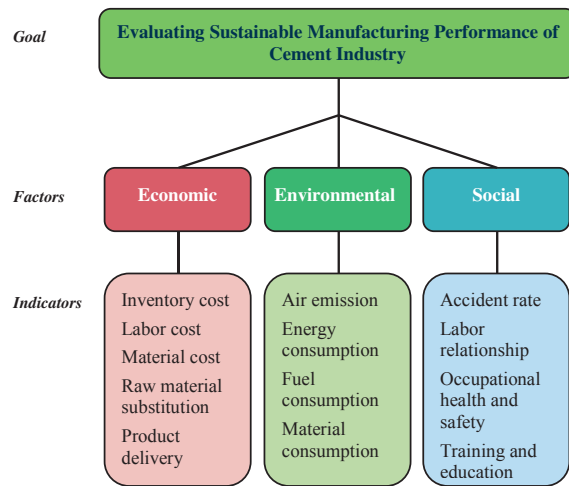 Goal
Evaluating Sustainable Manufacturing Performance of
Cement Industry
Factors
Economic
Environmental
Social
Indicators
Inventory cost
Labor cost
Material cost
Raw material
substitution
Product
delivery
Air emission
Energy
consumption
Fuel
consumption
Material
consumption
Accident rate
Labor
relationship
Occupational
health and
safety
Training and
education